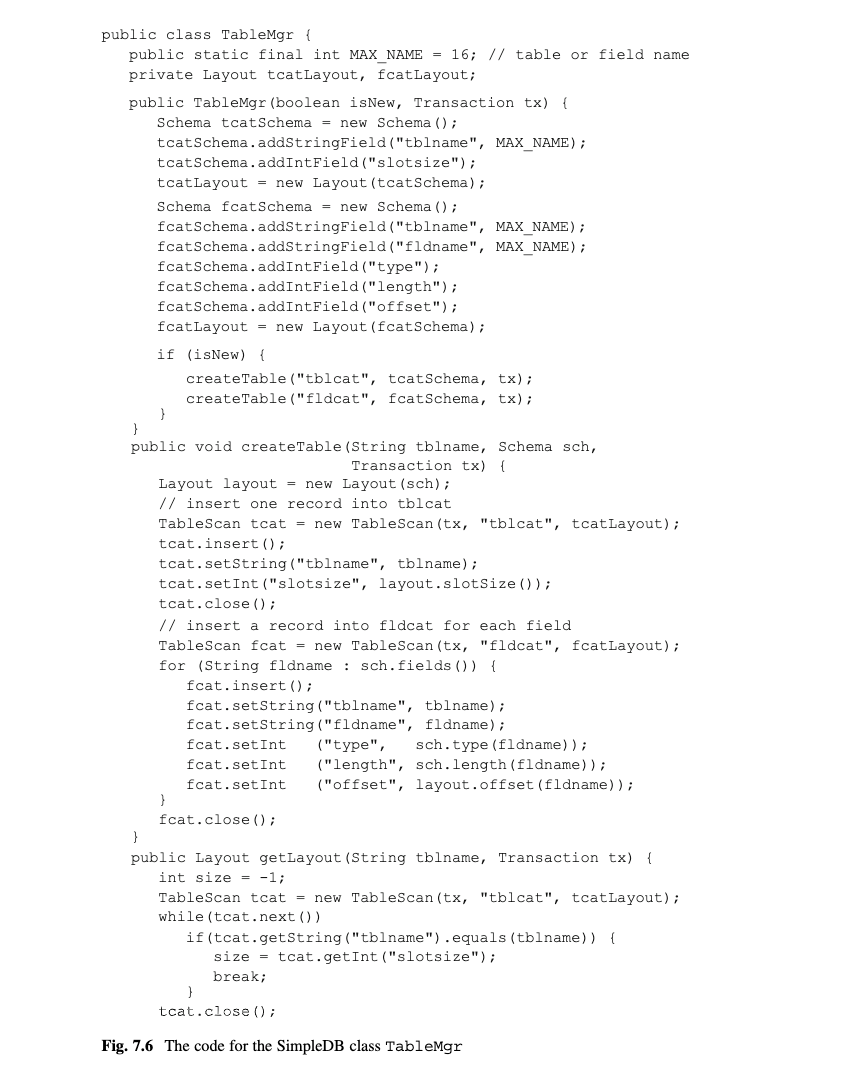 public class TableMgr {
   public static final int MAX_NAME = 16; // table or field name
   private Layout tcatLayout, fcatLayout;
   public TableMgr(boolean isNew, Transaction tx) {
      Schema tcatSchema = new Schema();
      tcatSchema.addStringField("tblname", MAX_NAME);
      tcatSchema.addIntField("slotsize");
      tcatLayout = new Layout(tcatSchema);
      Schema fcatSchema = new Schema();
      fcatSchema.addStringField("tblname", MAX_NAME);
      fcatSchema.addStringField("fldname", MAX_NAME);
      fcatSchema.addIntField("type");
      fcatSchema.addIntField("length");
      fcatSchema.addIntField("offset");
      fcatLayout = new Layout(fcatSchema);
      if (isNew) {
         createTable("tblcat", tcatSchema, tx);
         createTable("fldcat", fcatSchema, tx);
      }
   }
   public void createTable(String tblname, Schema sch,
                           Transaction tx) {
      Layout layout = new Layout(sch);
      // insert one record into tblcat
      TableScan tcat = new TableScan(tx, "tblcat", tcatLayout);
      tcat.insert();
      tcat.setString("tblname", tblname);
      tcat.setInt("slotsize", layout.slotSize());
      tcat.close();
      // insert a record into fldcat for each field
      TableScan fcat = new TableScan(tx, "fldcat", fcatLayout);
      for (String fldname : sch.fields()) {
         fcat.insert();
         fcat.setString("tblname", tblname);
         fcat.setString("fldname", fldname);
         fcat.setInt   ("type",   sch.type(fldname));
         fcat.setInt   ("length", sch.length(fldname));
         fcat.setInt   ("offset", layout.offset(fldname));
      }
      fcat.close();
   }
   public Layout getLayout(String tblname, Transaction tx) {
      int size = -1;
      TableScan tcat = new TableScan(tx, "tblcat", tcatLayout);
      while(tcat.next())
         if(tcat.getString("tblname").equals(tblname)) {
            size = tcat.getInt("slotsize");
            break;
         }
      tcat.close();
Fig. 7.6 The code for the SimpleDB class TableMgr